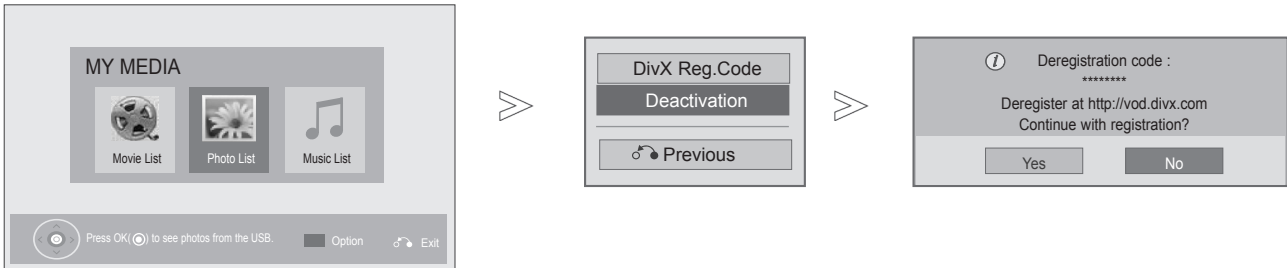 MY MEDIA
Movie List
Photo List
Music List
Press OK(◉) to see photos from the USB.
Option
Exit
DivX Reg.Code
Deactivation
Previous
Deregistration code :
********
Deregister at http://vod.divx.com
Continue with registration?
Yes
No